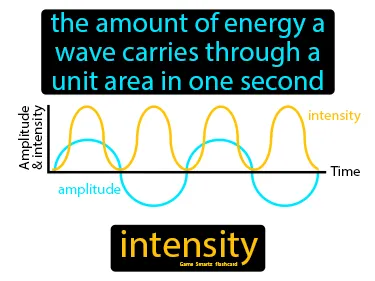 the amount of energy a
wave carries through a
unit area in one second
Amplitude
& intensity
intensity
Time
amplitude
intensity
Game Smartz flashcard